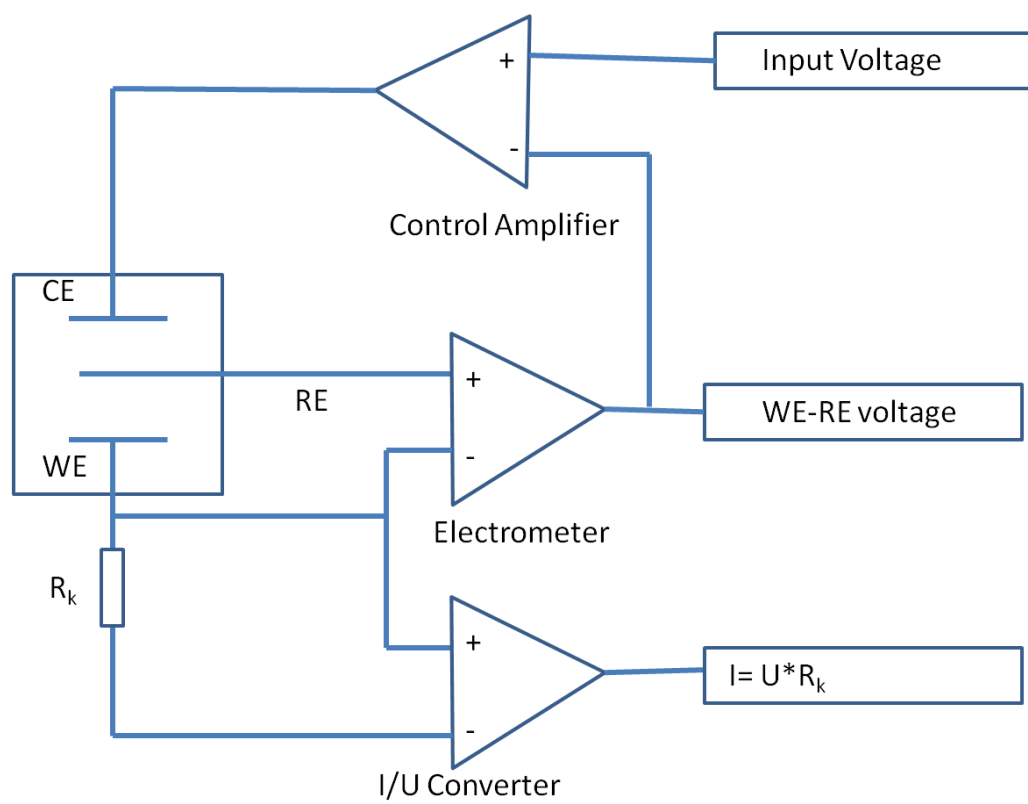 +
Input Voltage
-
Control Amplifier
CE
+
RE
WE-RE voltage
WE
-
Electrometer
Rk
+
I= U*Rk
-
I/U Converter